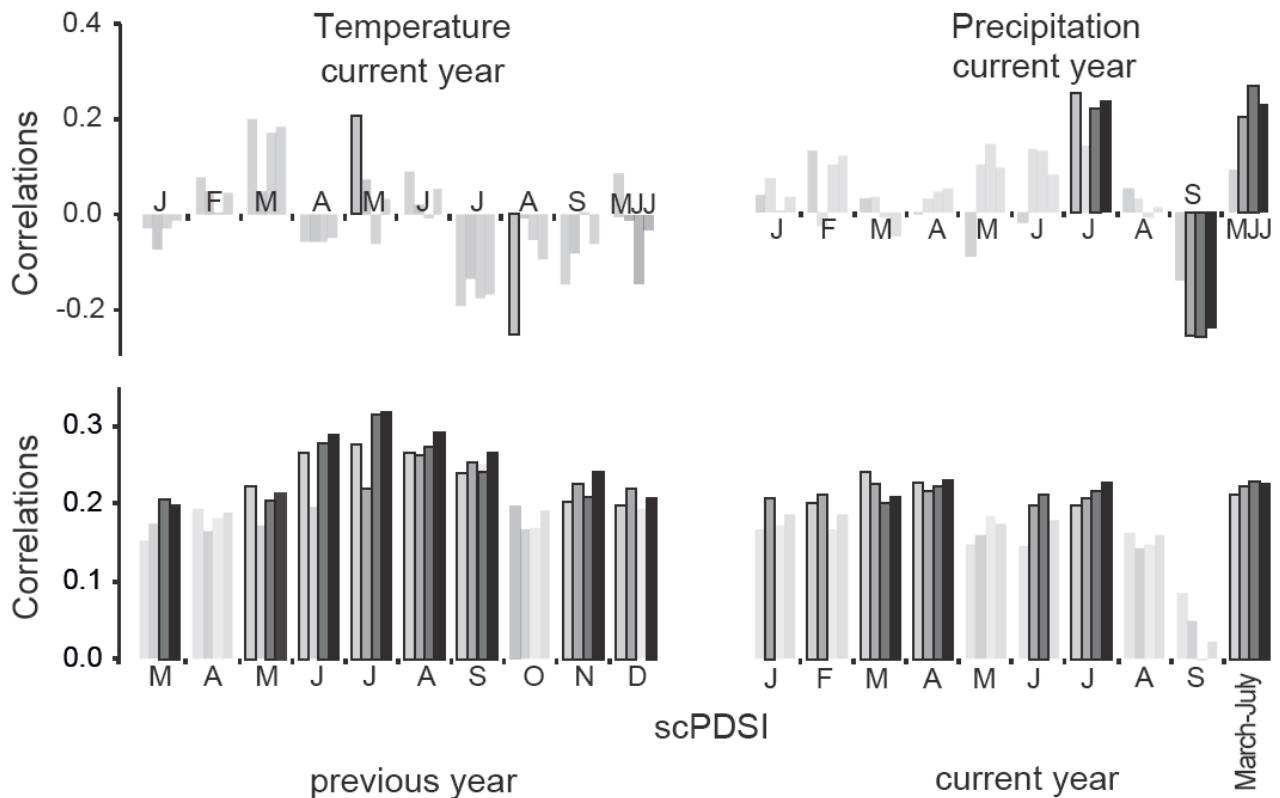 Temperature
current year
Precipitation
current year
Correlations
0.4
0.2
0.0
-0.2
J F M A M J J A S MJJ
J F M A M J J A S MJJ
Correlations
0.3
0.2
0.1
0.0
M A M J J A S O N D
J F M A M J J A S March-July
scPDSI
previous year
current year